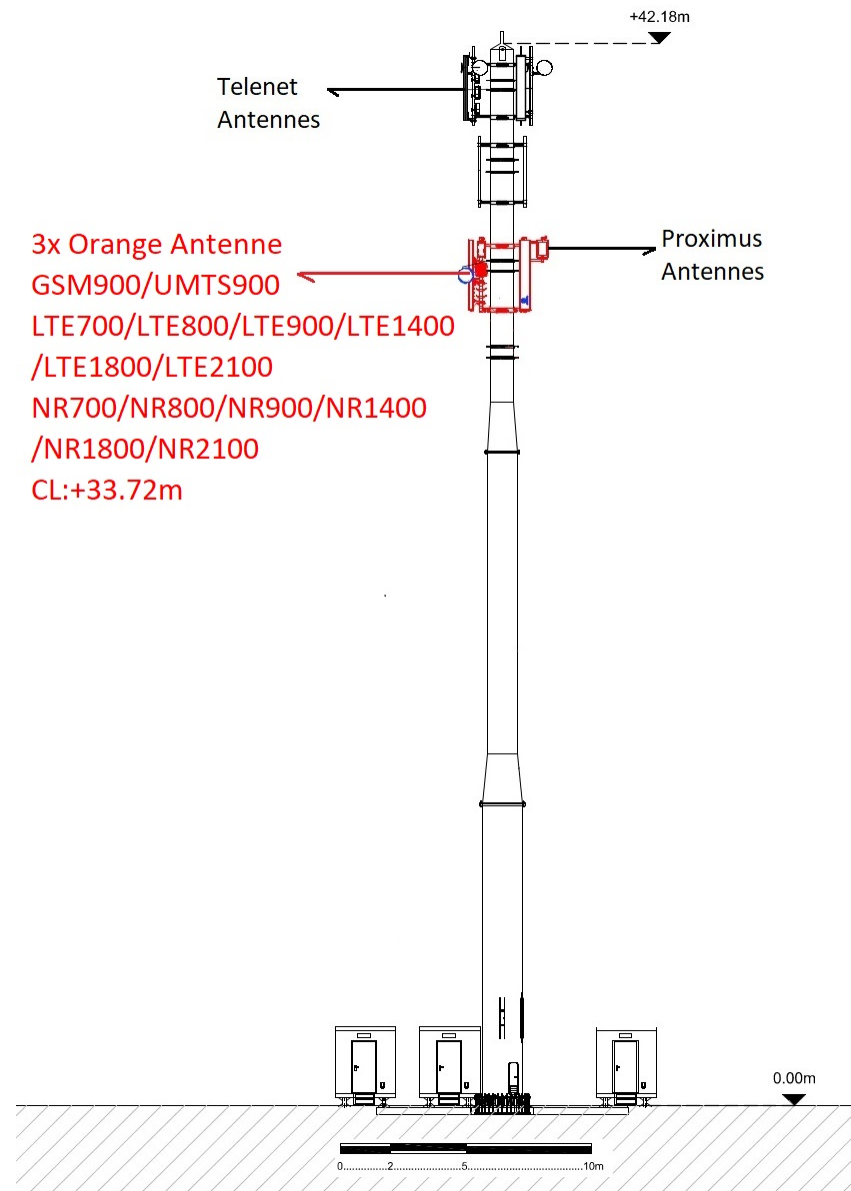 +42.18m
Telenet
Antennes
3x Orange Antenne
GSM900/UMTS900
LTE700/LTE800/LTE900/LTE1400
/LTE1800/LTE2100
NR700/NR800/NR900/NR1400
/NR1800/NR2100
CL:+33.72m
Proximus
Antennes
0.00m
0............2..................5............................10m